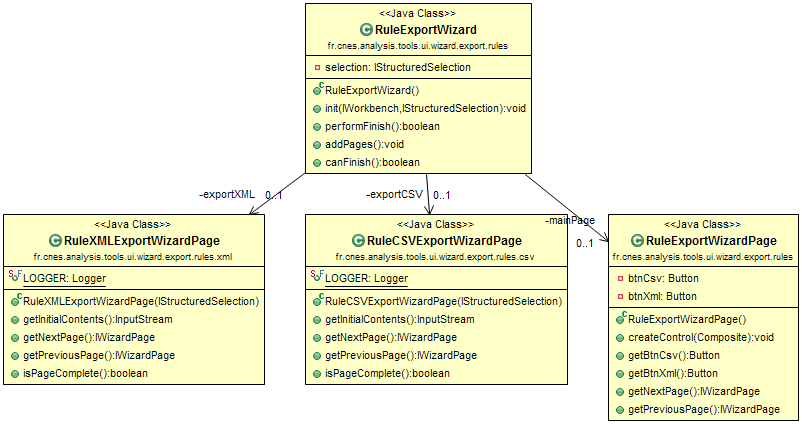 <<Java Class>>
RuleExportWizard
fr.cnes.analysis.tools.ui.wizard.export.rules
selection: IStructuredSelection
RuleExportWizard()
init(IWorkbench,IStructuredSelection):void
performFinish():boolean
addPages():void
canFinish():boolean
-exportXML 0..1
-exportCSV 0..1
-mainPage
0..1
<<Java Class>>
RuleXMLExportWizardPage
fr.cnes.analysis.tools.ui.wizard.export.rules.xml
LOGGER: Logger
RuleXMLExportWizardPage(IStructuredSelection)
getInitialContents():InputStream
getNextPage():IWizardPage
getPreviousPage():IWizardPage
isPageComplete():boolean
<<Java Class>>
RuleCSVExportWizardPage
fr.cnes.analysis.tools.ui.wizard.export.rules.csv
LOGGER: Logger
RuleCSVExportWizardPage(IStructuredSelection)
getInitialContents():InputStream
getNextPage():IWizardPage
getPreviousPage():IWizardPage
isPageComplete():boolean
<<Java Class>>
RuleExportWizardPage
fr.cnes.analysis.tools.ui.wizard.export.rules
btnCsv: Button
btnXml: Button
RuleExportWizardPage()
createControl(Composite):void
getBtnCsv():Button
getBtnXml():Button
getNextPage():IWizardPage
getPreviousPage():IWizardPage